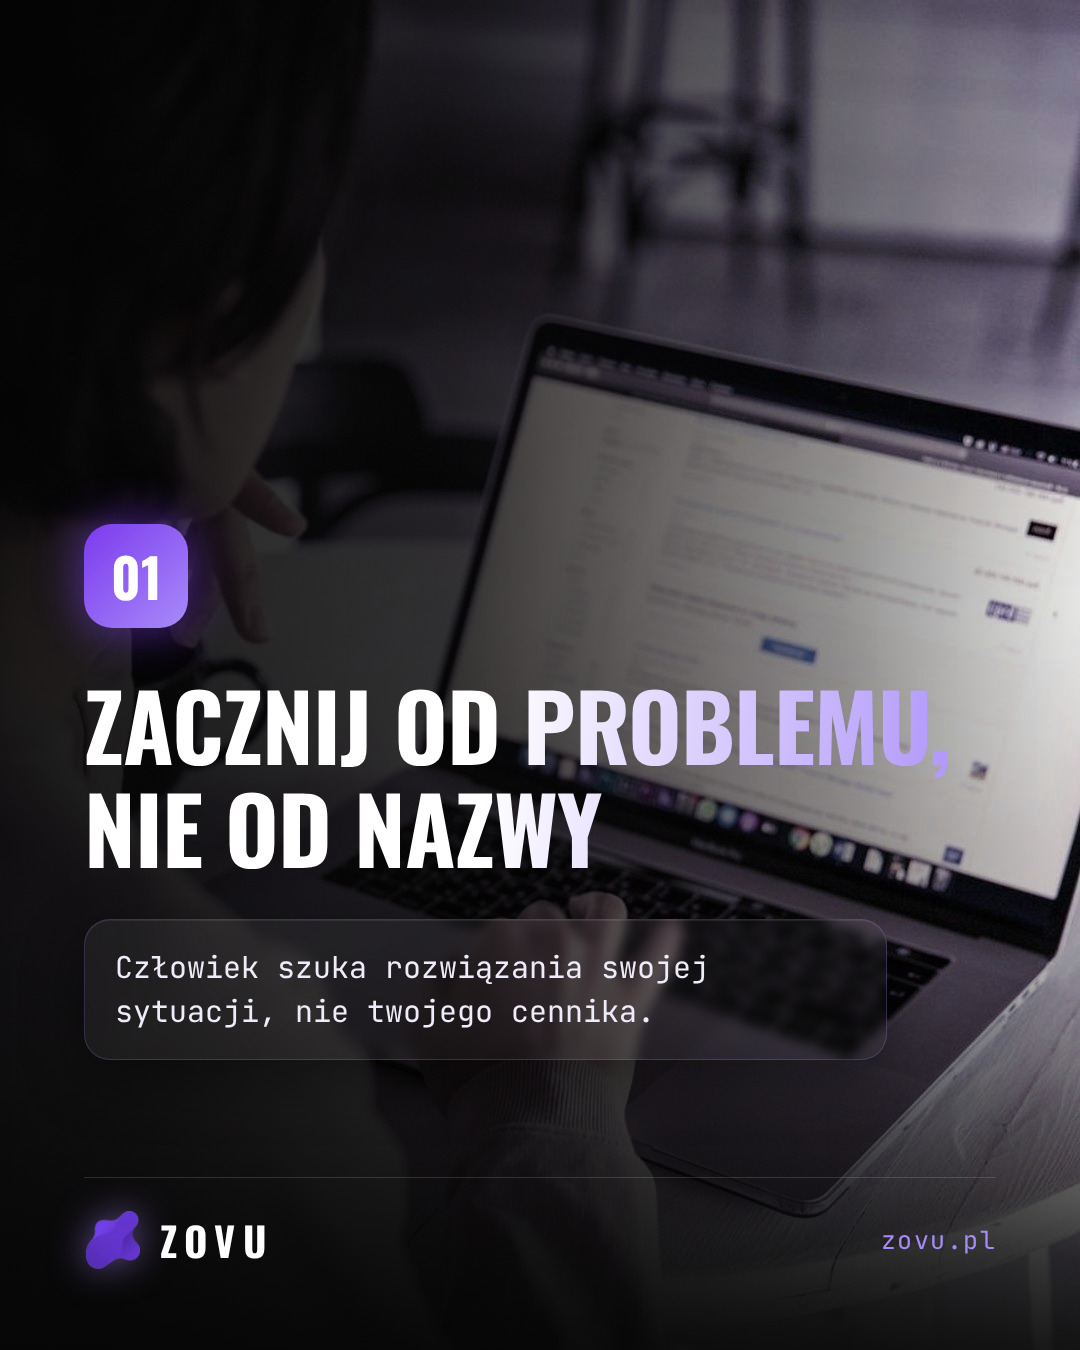 01
ZACZNIJ OD PROBLEMU,
NIE OD NAZWY
Człowiek szuka rozwiązania swojej
sytuacji, nie twojego cennika.
ZOVU
zovu.pl